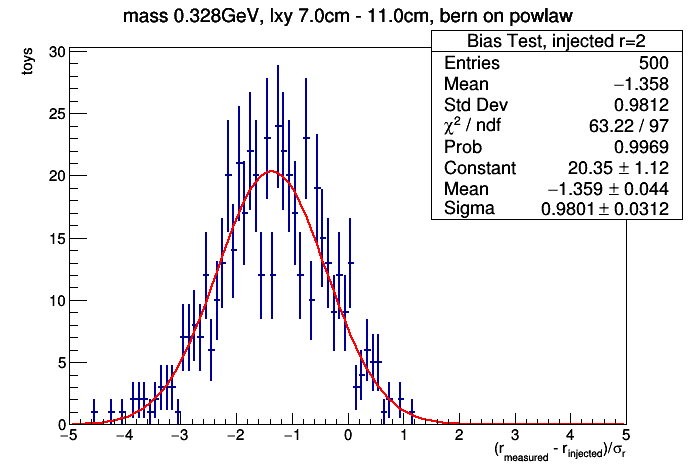 mass 0.328GeV, lxy 7.0cm - 11.0cm, bern on powlaw
Bias Test, injected r=2
Entries 500
Mean −1.358
Std Dev 0.9812
χ² / ndf 63.22 / 97
Prob 0.9969
Constant 20.35 ± 1.12
Mean −1.359 ± 0.044
Sigma 0.9801 ± 0.0312
toys
30
25
20
15
10
5
0
−5 −4 −3 −2 −1 0 1 2 3 4 5
(r_measured - r_injected)/σ_r